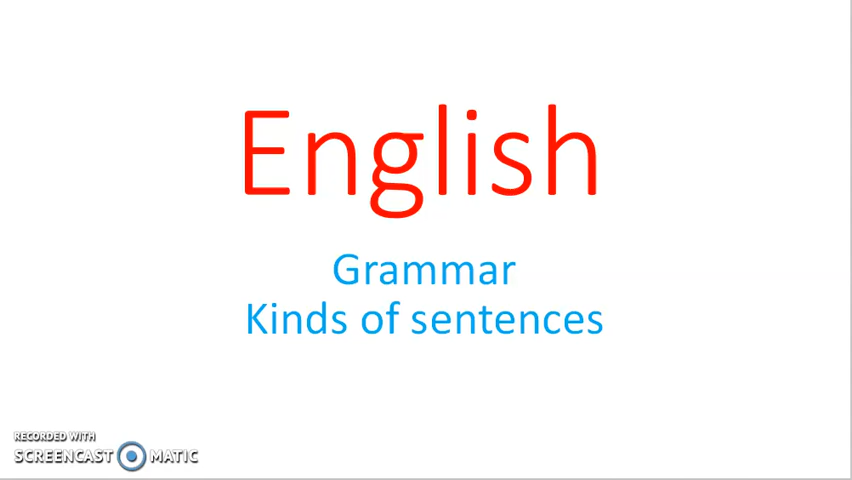 English
Grammar
Kinds of sentences
RECORDED WITH
SCREENCAST MATIC